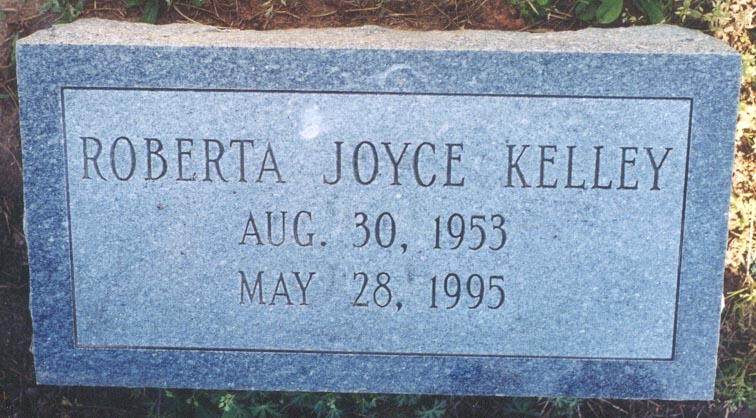 ROBERTA JOYCE KELLEY
AUG. 30, 1953
MAY 28, 1995